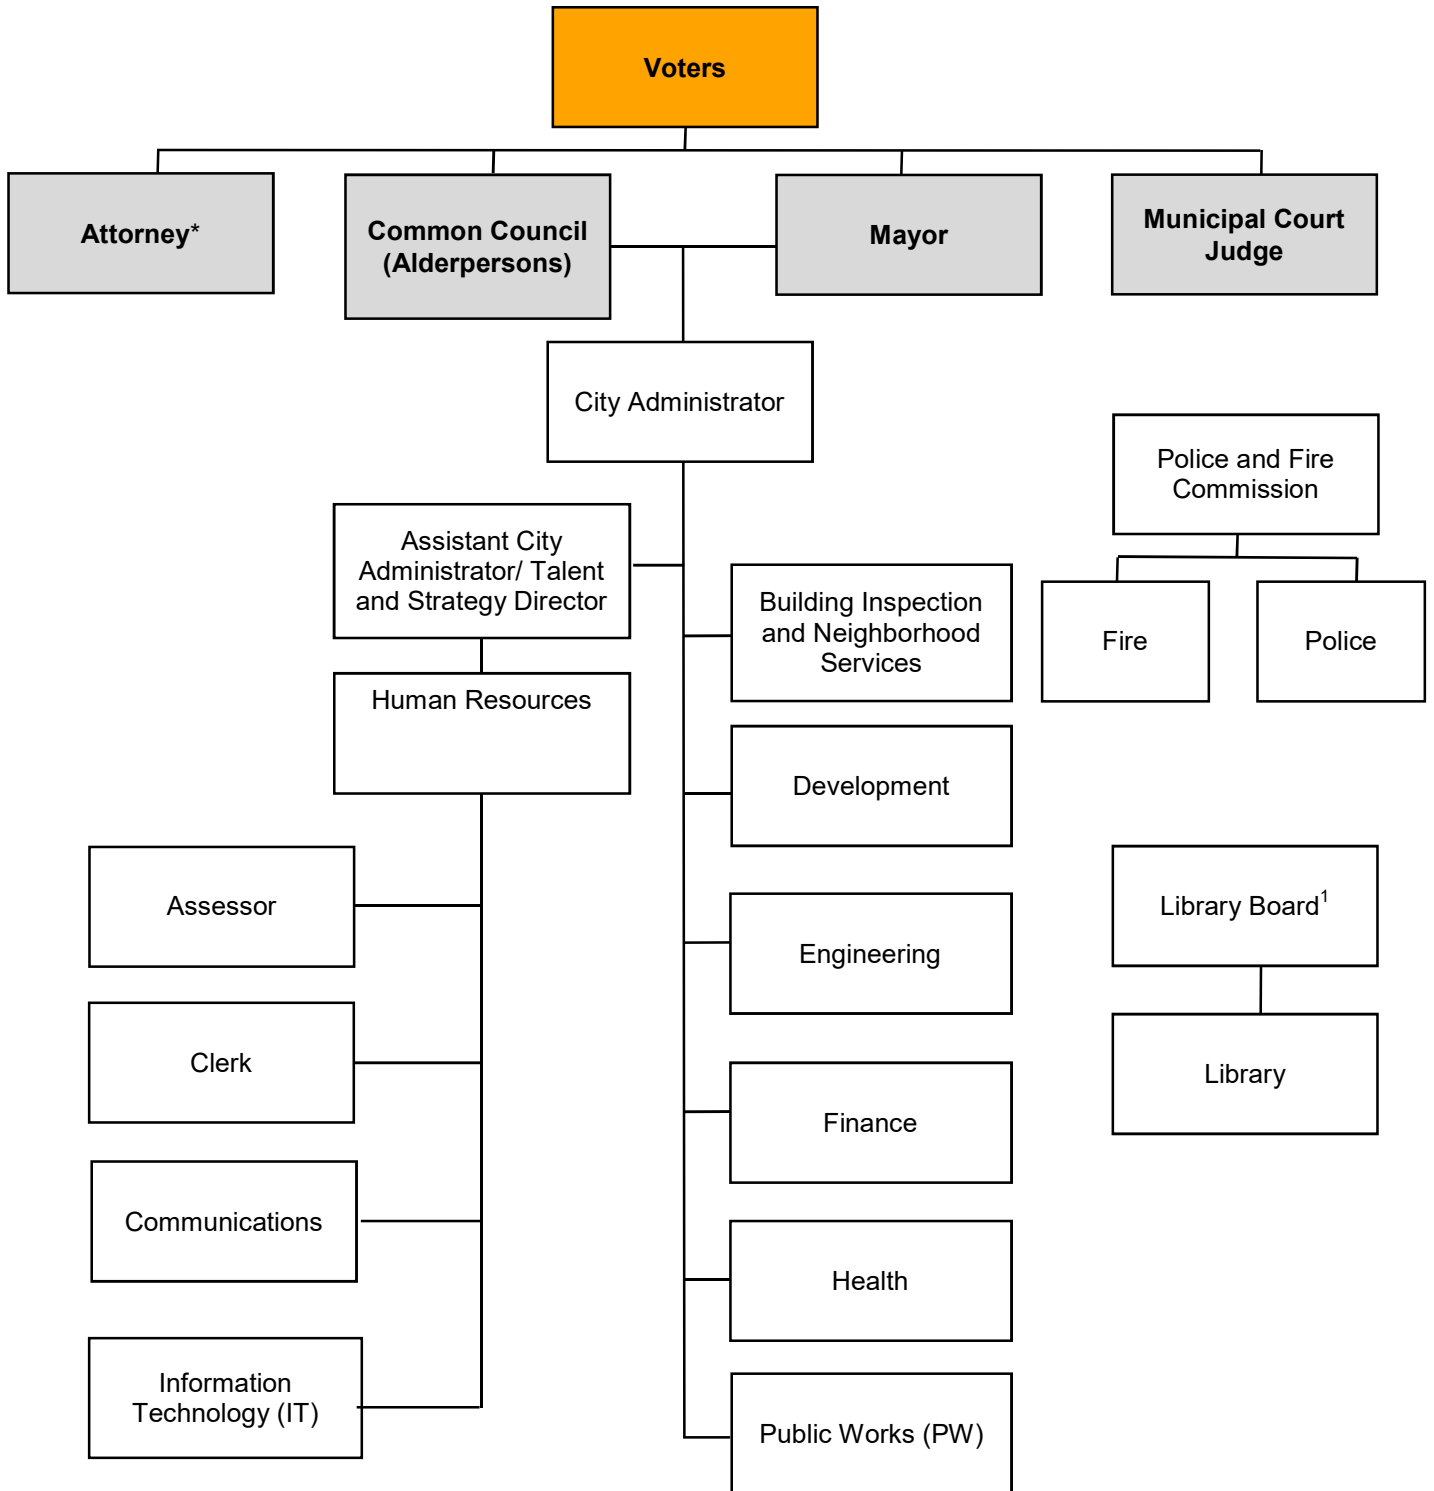 Voters
Attorney*
Common Council
(Alderpersons)
Mayor
Municipal Court
Judge
City Administrator
Police and Fire
Commission
Assistant City
Administrator/ Talent
and Strategy Director
Building Inspection
and Neighborhood
Services
Fire
Police
Human Resources
Development
Assessor
Library Board¹
Engineering
Clerk
Library
Finance
Communications
Health
Information
Technology (IT)
Public Works (PW)